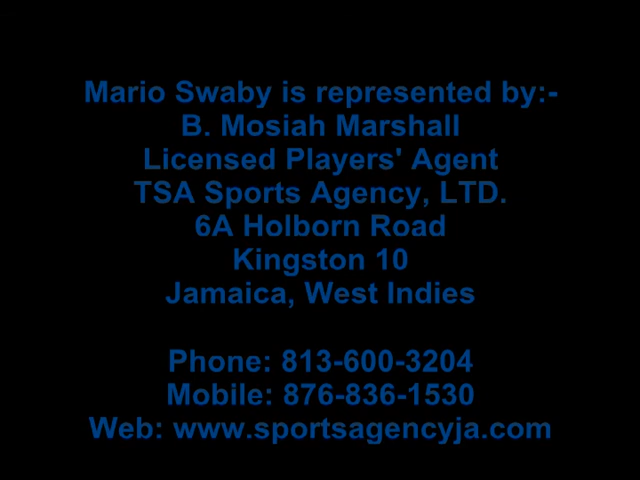 Mario Swaby is represented by:-
B. Mosiah Marshall
Licensed Players' Agent
TSA Sports Agency, LTD.
6A Holborn Road
Kingston 10
Jamaica, West Indies
Phone: 813-600-3204
Mobile: 876-836-1530
Web: www.sportsagencyja.com